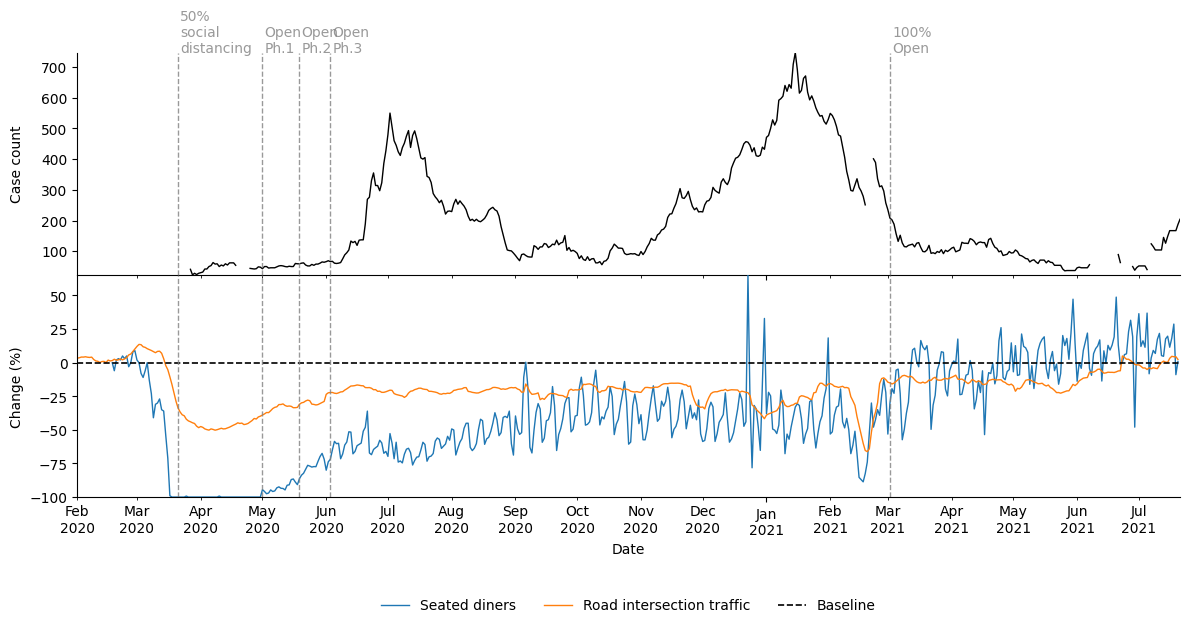 50%
social
distancing
Open
Ph.1
Open
Ph.2
Open
Ph.3
100%
Open
Case count
700
600
500
400
300
200
100
Change (%)
50
25
0
−25
−50
−75
−100
Feb
2020
Mar
2020
Apr
2020
May
2020
Jun
2020
Jul
2020
Aug
2020
Sep
2020
Oct
2020
Nov
2020
Dec
2020
Jan
2021
Feb
2021
Mar
2021
Apr
2021
May
2021
Jun
2021
Jul
2021
Date
Seated diners
Road intersection traffic
Baseline